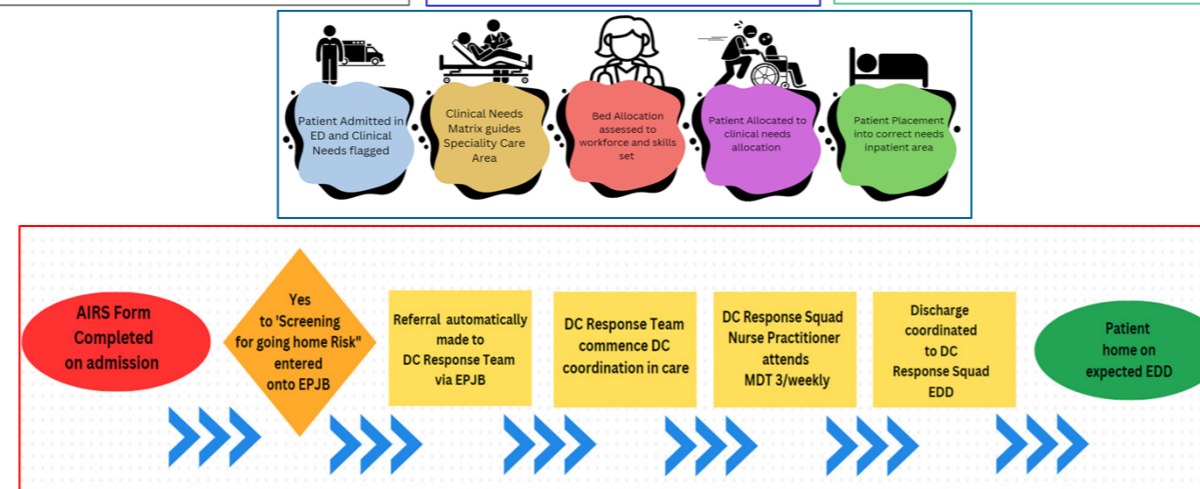 Patient Admitted in
ED and Clinical
Needs flagged
Clinical Needs
Matrix guides
Speciality Care
Area
Bed Allocation
assessed to
workforce and skills
set
Patient Allocated to
clinical needs
allocation
Patient Placement
into correct needs
inpatient area
AIRS Form
Completed
on admission
Yes
to 'Screening
for going home Risk"
entered
onto EPJB
Referral automatically
made to
DC Response Team
via EPJB
DC Response Team
commence DC
coordination in care
DC Response Squad
Nurse Practitioner
attends
MDT 3/weekly
Discharge
coordinated
to DC
Response Squad
EDD
Patient
home on
expected EDD